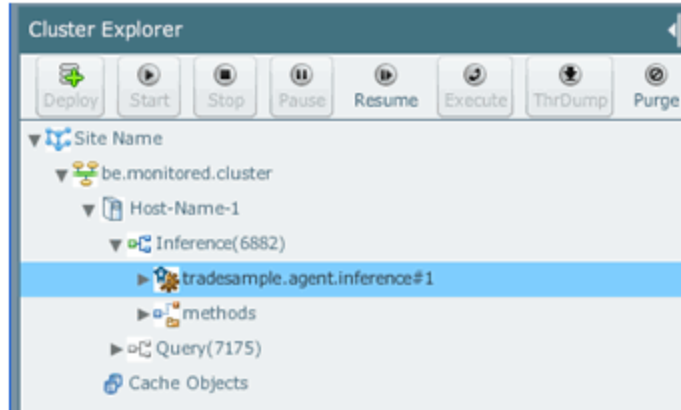 Cluster Explorer
Deploy Start Stop Pause Resume Execute ThrDump Purge
Site Name
be.monitored.cluster
Host-Name-1
Inference(6882)
tradesample.agent.inference#1
methods
Query(7175)
Cache Objects